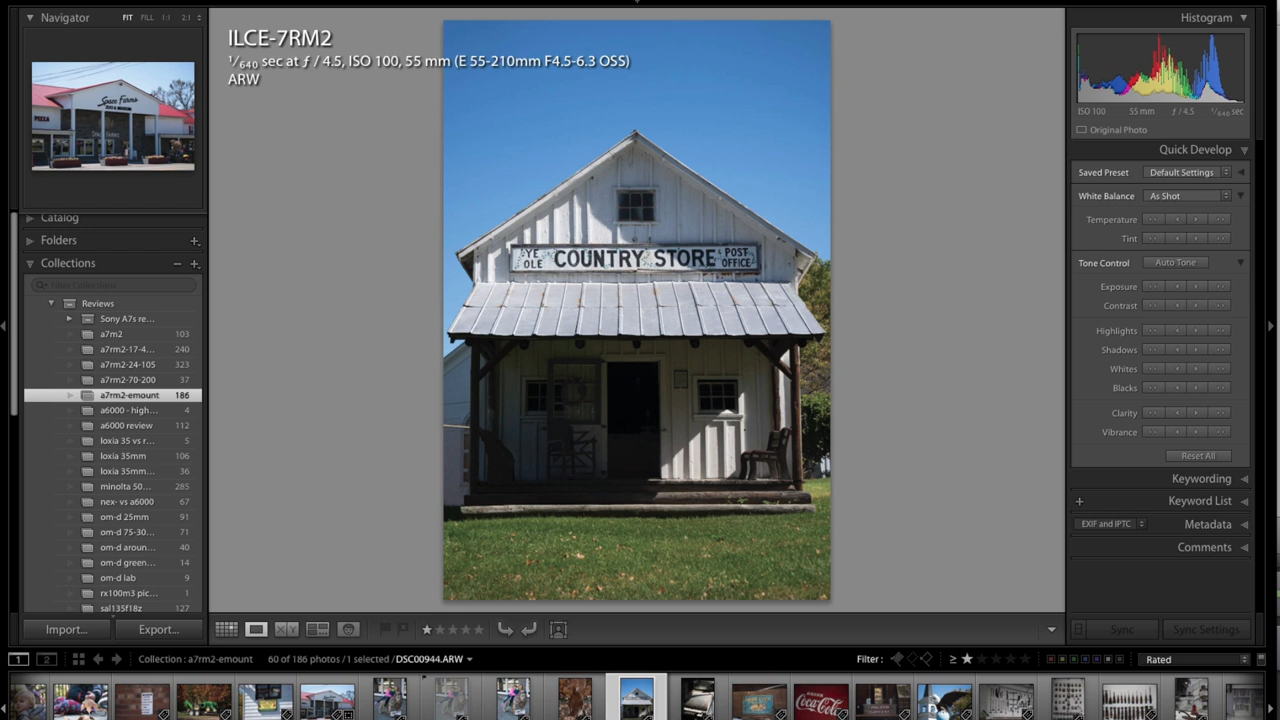 Navigator
FIT
FILL
1:1
2:1
Space Farms
PIZZA
Catalog
Folders
Collections
Filter Collections
Reviews
Sony A7s re...
a7m2 103
a7rm2-17-4... 240
a7rm2-24-105 323
a7rm2-70-200 37
a7rm2-emount 186
a6000 - high... 4
a6000 review 112
loxia 35 vs r... 5
loxia 35mm 106
loxia 35mm... 36
minolta 50... 285
nex- vs a6000 67
om-d 25mm 91
om-d 75-30... 71
om-d aroun... 40
om-d green... 14
om-d lab 9
rx100m3 pic... 1
sal135f18z 127
Import...
Export...
ILCE-7RM2
1/640 sec at ƒ / 4.5, ISO 100, 55 mm (E 55-210mm F4.5-6.3 OSS)
ARW
YE OLE
COUNTRY STORE
POST OFFICE
Histogram
ISO 100 55 mm ƒ / 4.5 1/640 sec
Original Photo
Quick Develop
Saved Preset Default Settings
White Balance As Shot
Temperature
Tint
Tone Control Auto Tone
Exposure
Contrast
Highlights
Shadows
Whites
Blacks
Clarity
Vibrance
Reset All
Keywording
Keyword List
EXIF and IPTC Metadata
Comments
XY
Sync
Sync Settings
1 2
Collection : a7rm2-emount
60 of 186 photos / 1 selected / DSC00944.ARW
Filter :
≥
Rated
Coca-Cola